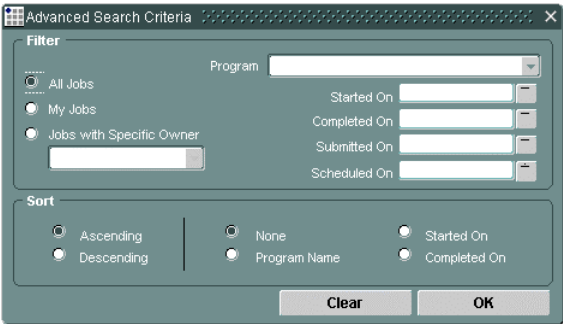 Advanced Search Criteria
Filter
Program
All Jobs
Started On
My Jobs
Completed On
Jobs with Specific Owner
Submitted On
Scheduled On
Sort
Ascending
None
Started On
Descending
Program Name
Completed On
Clear
OK